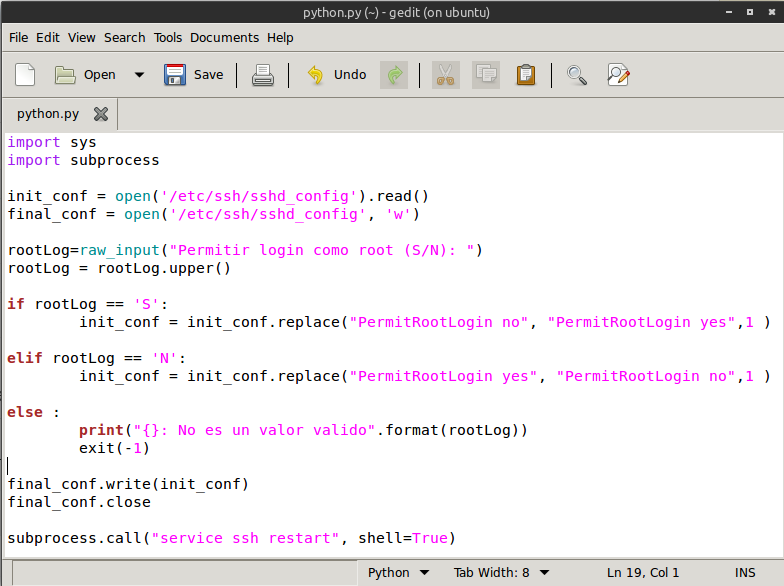 python.py (~) - gedit (on ubuntu)
File Edit View Search Tools Documents Help
Open Save Undo
python.py
import sys
import subprocess
init_conf = open('/etc/ssh/sshd_config').read()
final_conf = open('/etc/ssh/sshd_config', 'w')
rootLog=raw_input("Permitir login como root (S/N): ")
rootLog = rootLog.upper()
if rootLog == 'S':
        init_conf = init_conf.replace("PermitRootLogin no", "PermitRootLogin yes",1 )
elif rootLog == 'N':
        init_conf = init_conf.replace("PermitRootLogin yes", "PermitRootLogin no",1 )
else :
        print("{}: No es un valor valido".format(rootLog))
        exit(-1)
final_conf.write(init_conf)
final_conf.close
subprocess.call("service ssh restart", shell=True)
Python Tab Width: 8 Ln 19, Col 1 INS